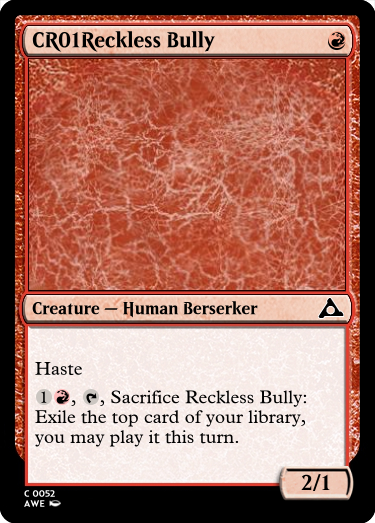 CR01Reckless Bully
Creature — Human Berserker
Haste
1, , Sacrifice Reckless Bully:
Exile the top card of your library,
you may play it this turn.
2/1
C 0052
AWE